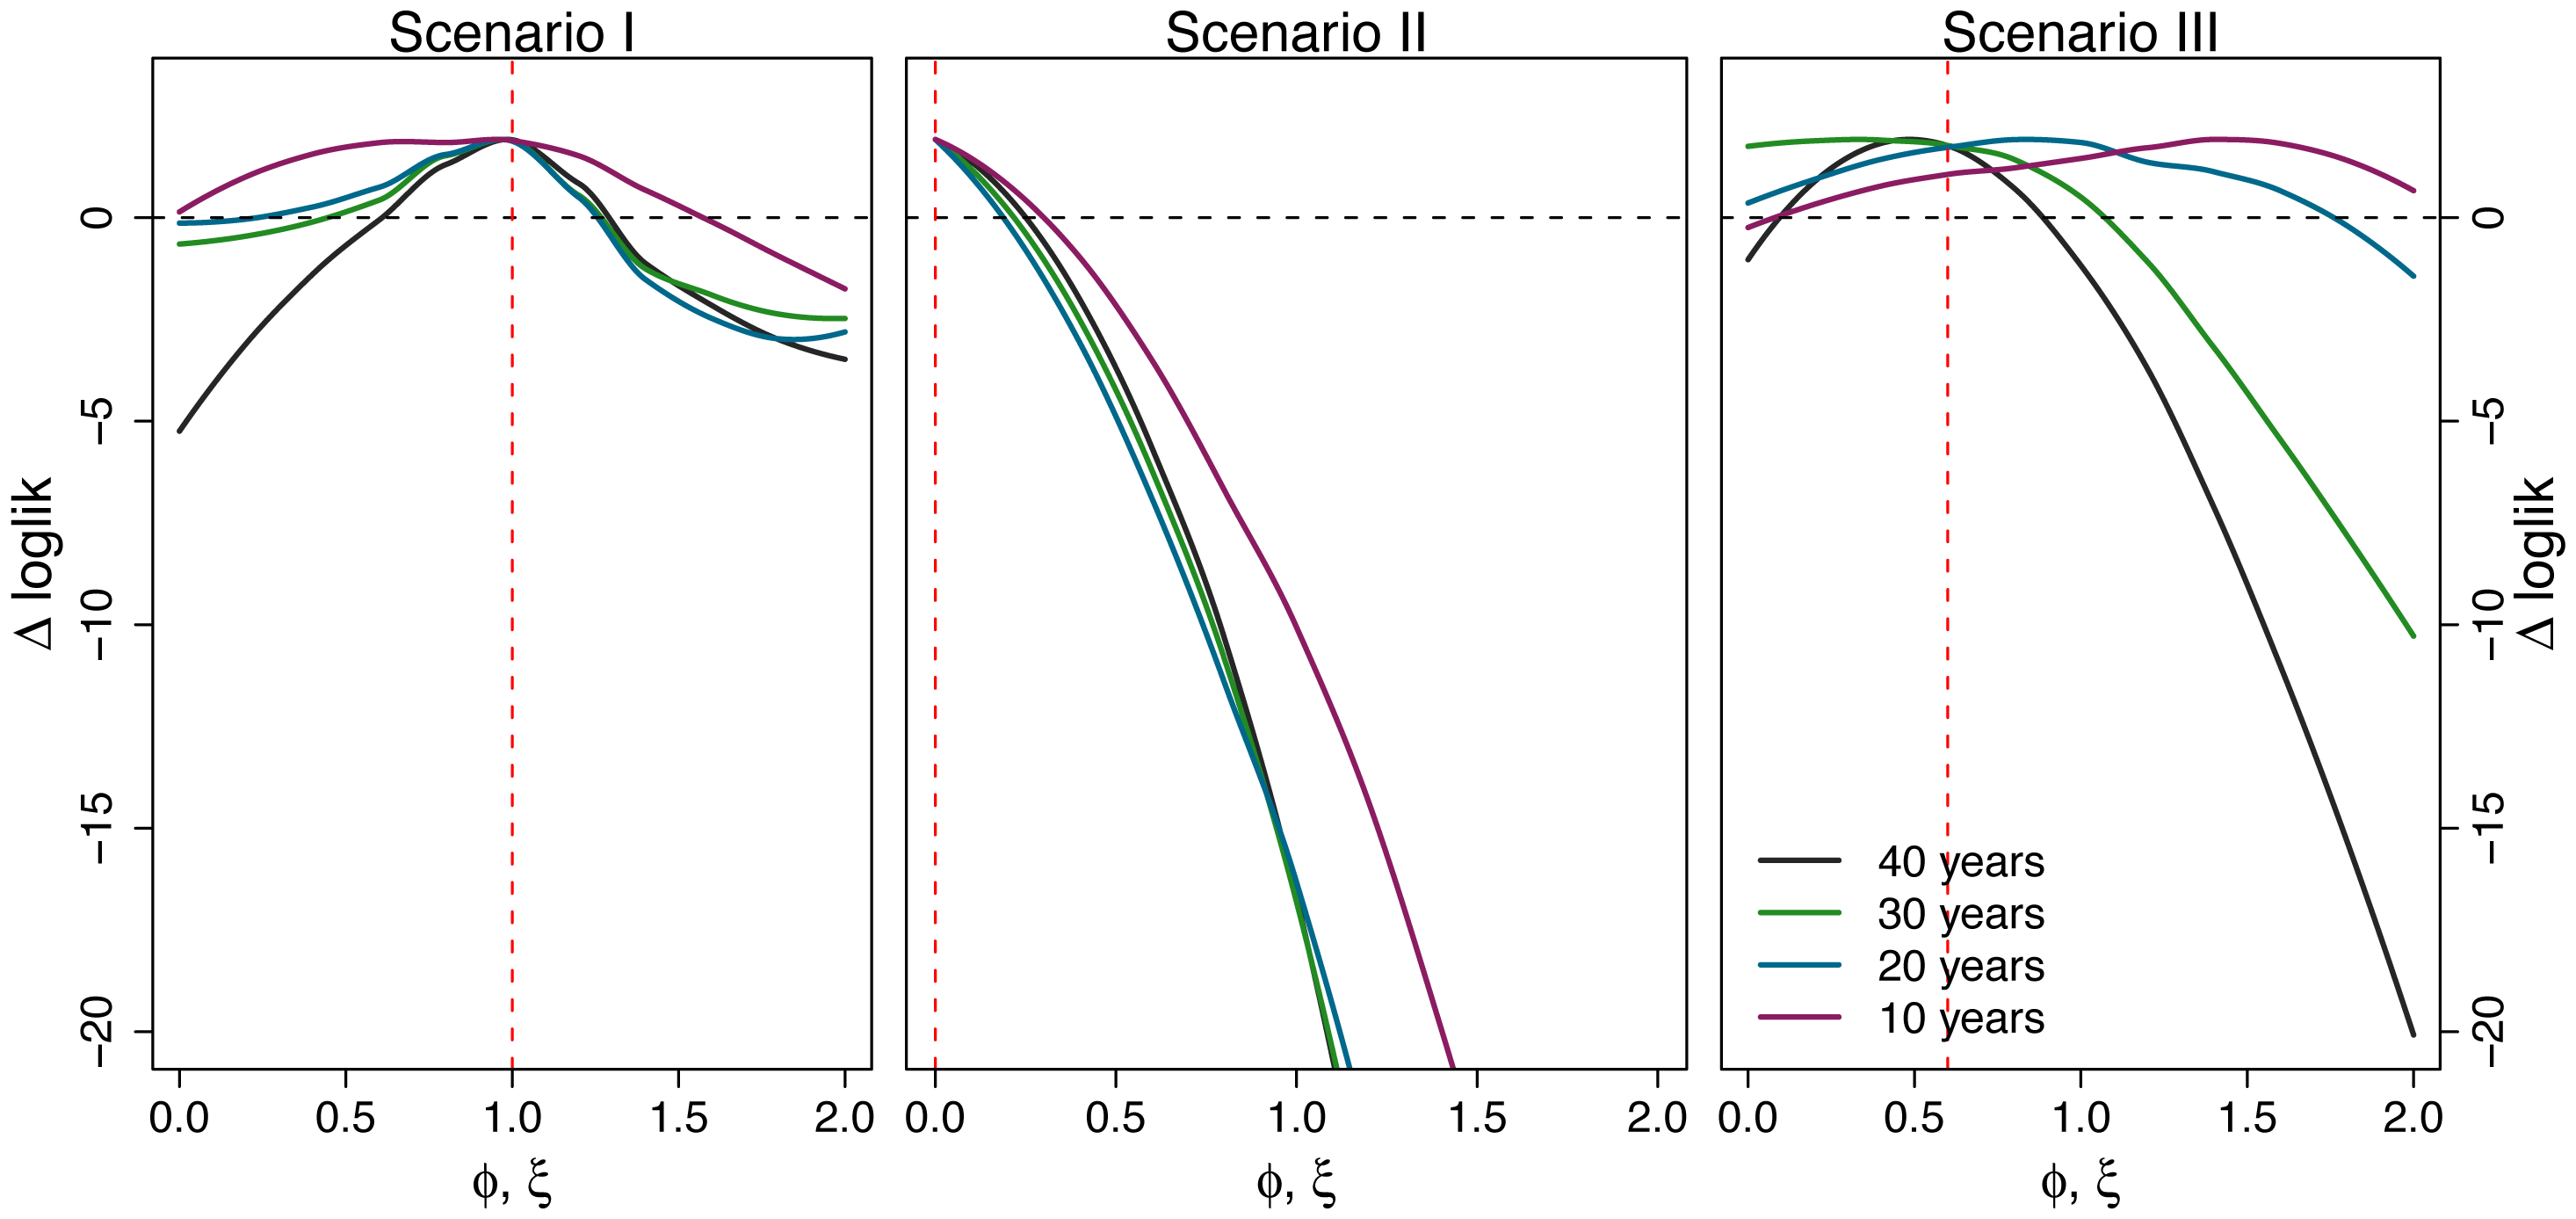 Scenario I
Scenario II
Scenario III
Δ loglik
0
−5
−10
−15
−20
0.0 0.5 1.0 1.5 2.0
ϕ, ξ
0.0 0.5 1.0 1.5 2.0
ϕ, ξ
40 years
30 years
20 years
10 years
0.0 0.5 1.0 1.5 2.0
ϕ, ξ
0
−5
−10
−15
−20
Δ loglik